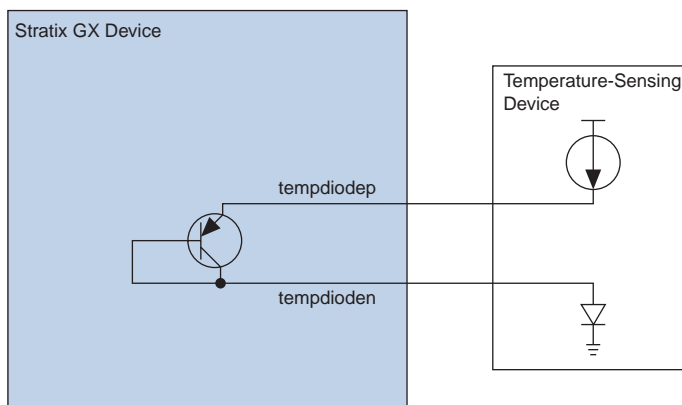 Stratix GX Device
Temperature-Sensing
Device
tempdiodep
tempdioden